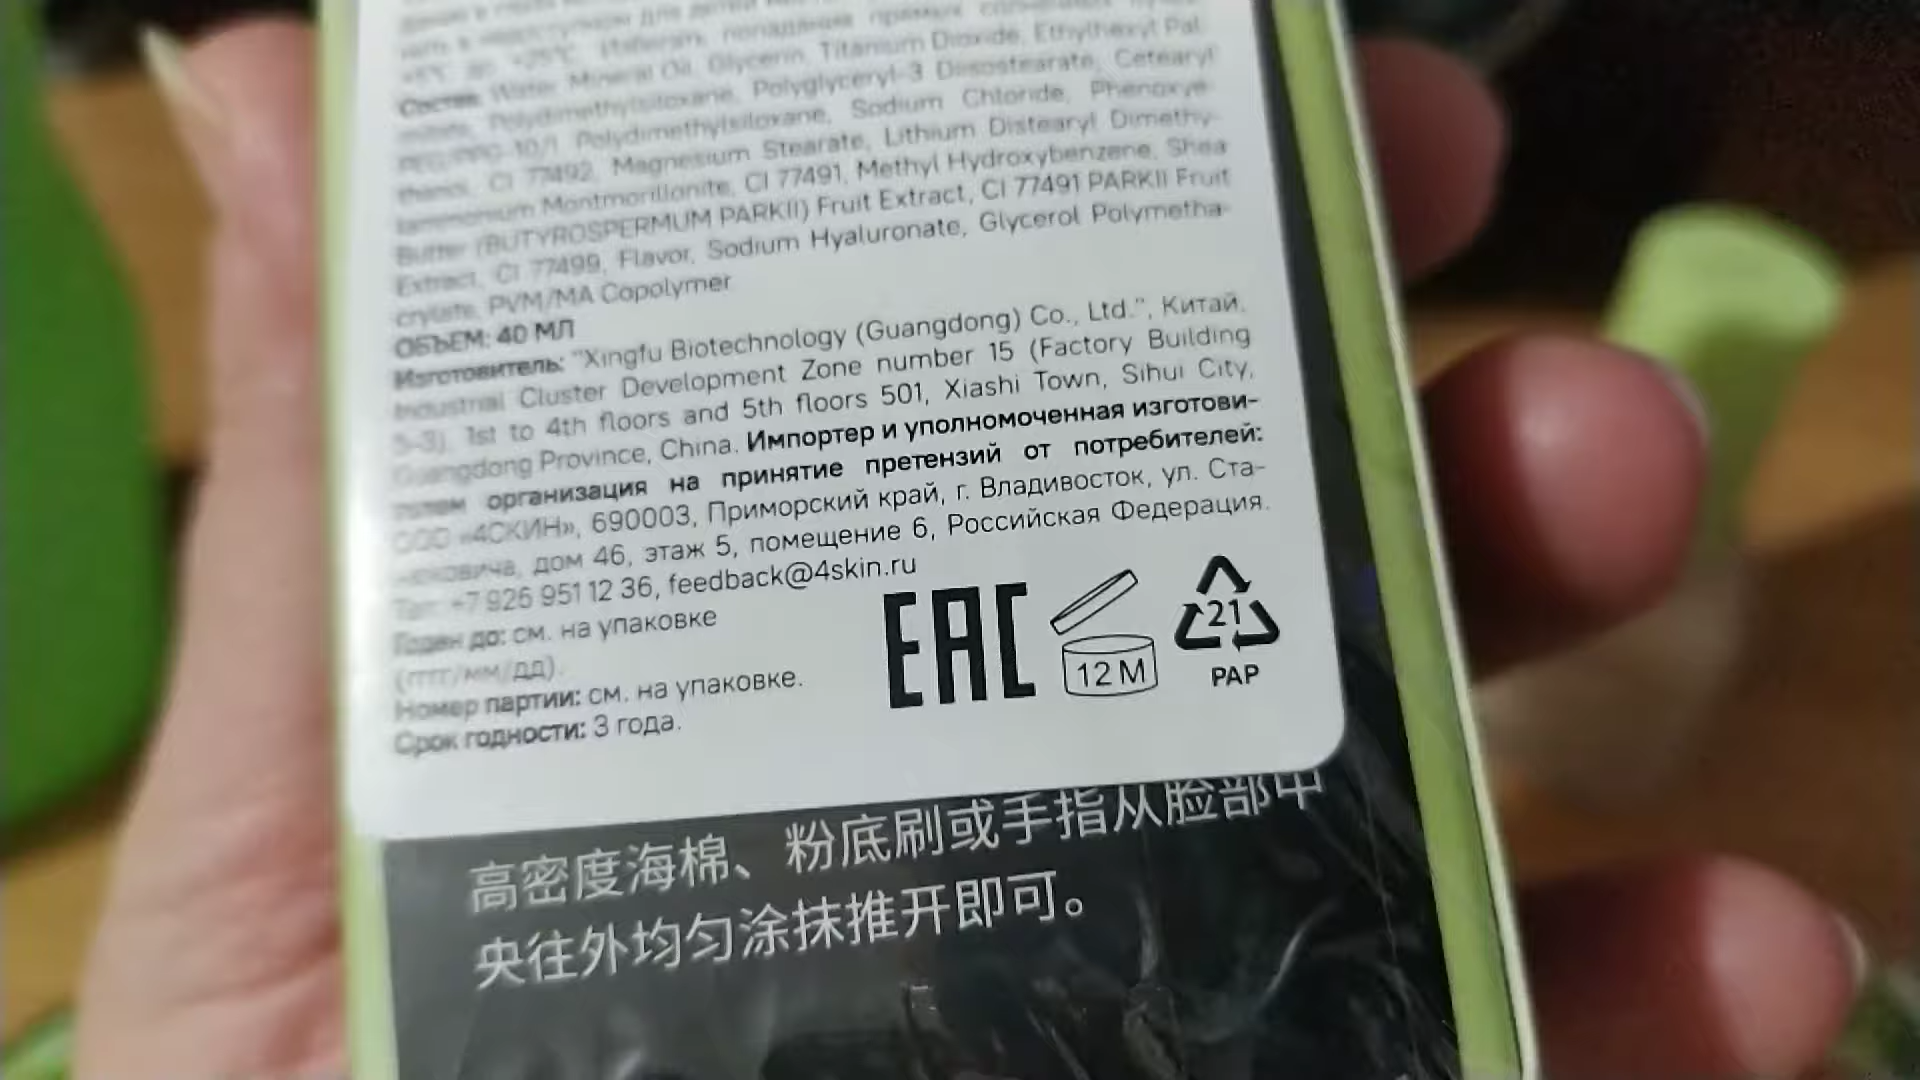 +5°C до +25°C. Избегать попадания прямых солнечных
Состав: Water, Mineral Oil, Glycerin, Titanium Dioxide, Ethylhexyl Pal-
mitate, Polydimethylsiloxane, Polyglyceryl-3 Diisostearate, Cetearyl
PEG/PPG-10/1 Polydimethylsiloxane, Sodium Chloride, Phenoxye-
thanol, CI 77492, Magnesium Stearate, Lithium Distearyl Dimethy-
lammonium Montmorillonite, CI 77491, Methyl Hydroxybenzene, Shea
Butter (BUTYROSPERMUM PARKII) Fruit Extract, CI 77491 PARKII Fruit
Extract, CI 77499, Flavor, Sodium Hyaluronate, Glycerol Polymetha-
crylate, PVM/MA Copolymer
ОБЪЕМ: 40 МЛ
Изготовитель: "Xingfu Biotechnology (Guangdong) Co., Ltd.", Китай,
Industrial Cluster Development Zone number 15 (Factory Building
5-3), 1st to 4th floors and 5th floors 501, Xiashi Town, Sihui City,
Guangdong Province, China. Импортер и уполномоченная изготови-
телем организация на принятие претензий от потребителей:
ООО «4СКИН», 690003, Приморский край, г. Владивосток, ул. Ста-
нюковича, дом 46, этаж 5, помещение 6, Российская Федерация.
Тел: +7 926 951 12 36, feedback@4skin.ru
Годен до: см. на упаковке
(гггг/мм/дд).
Номер партии: см. на упаковке.
Срок годности: 3 года.
EAC
12 M
21
PAP
高密度海棉、粉底刷或手指从脸部中
央往外均匀涂抹推开即可。